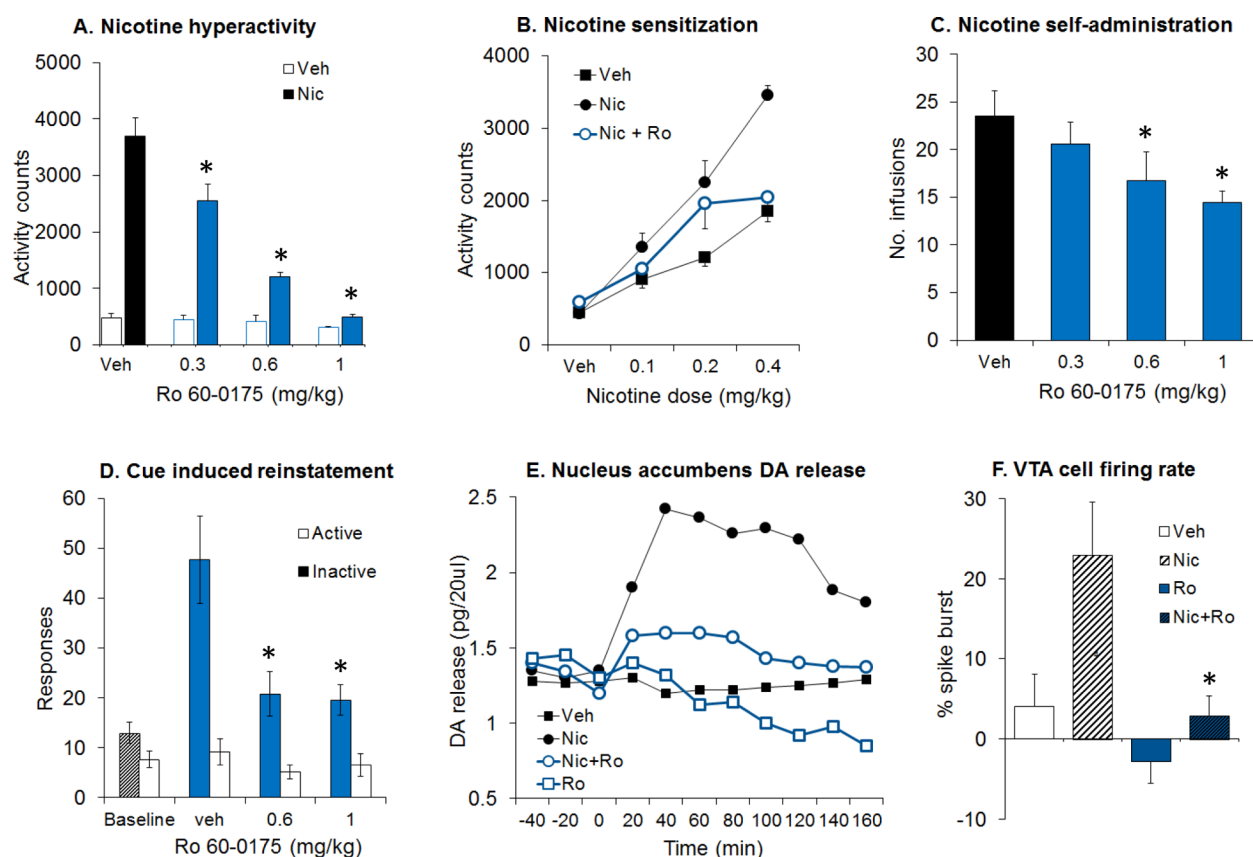 A. Nicotine hyperactivity
5000
4000
3000
2000
1000
0
Activity counts
Veh
Nic
*
*
*
Veh 0.3 0.6 1
Ro 60-0175 (mg/kg)
B. Nicotine sensitization
4000
3000
2000
1000
0
Activity counts
Veh
Nic
Nic + Ro
Veh 0.1 0.2 0.4
Nicotine dose (mg/kg)
C. Nicotine self-administration
30
25
20
15
10
5
0
No. infusions
*
*
Veh 0.3 0.6 1
Ro 60-0175 (mg/kg)
D. Cue induced reinstatement
60
50
40
30
20
10
0
Responses
Active
Inactive
*
*
Baseline veh 0.6 1
Ro 60-0175 (mg/kg)
E. Nucleus accumbens DA release
2.5
2
1.5
1
0.5
DA release (pg/20ul)
Veh
Nic
Nic+Ro
Ro
-40 -20 0 20 40 60 80 100 120 140 160
Time (min)
F. VTA cell firing rate
30
20
10
0
-10
% spike burst
Veh
Nic
Ro
Nic+Ro
*